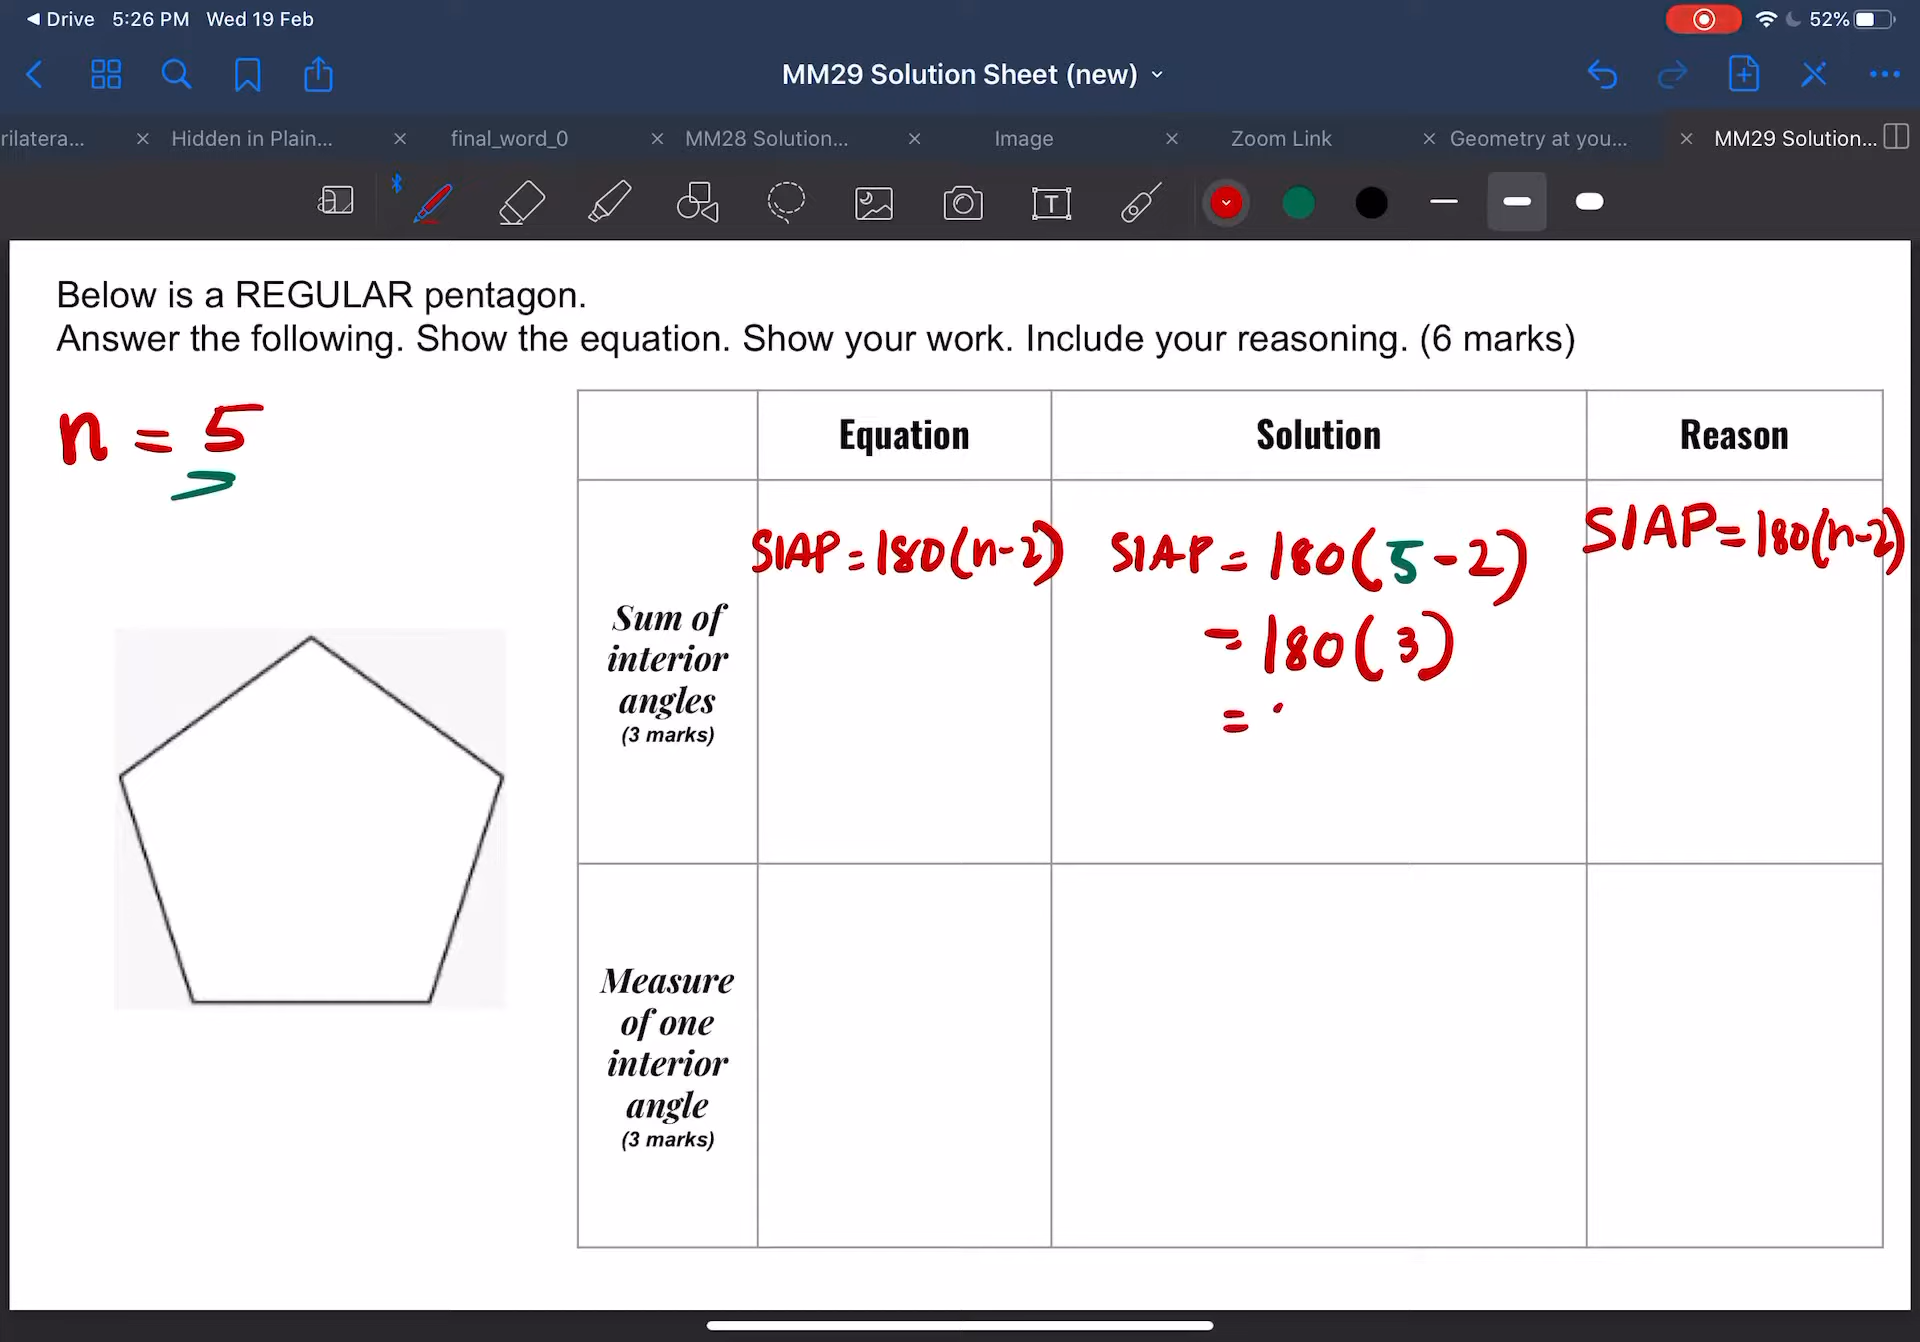 Drive 5:26 PM Wed 19 Feb 52%
MM29 Solution Sheet (new)
rilatera... Hidden in Plain... final_word_0 MM28 Solution... Image Zoom Link Geometry at you... MM29 Solution...
Below is a REGULAR pentagon.
Answer the following. Show the equation. Show your work. Include your reasoning. (6 marks)
n = 5
Equation Solution Reason
Sum of
interior
angles
(3 marks)
SIAP = 180(n-2)
SIAP = 180(5-2)
= 180(3)
=
SIAP = 180(n-2)
Measure
of one
interior
angle
(3 marks)